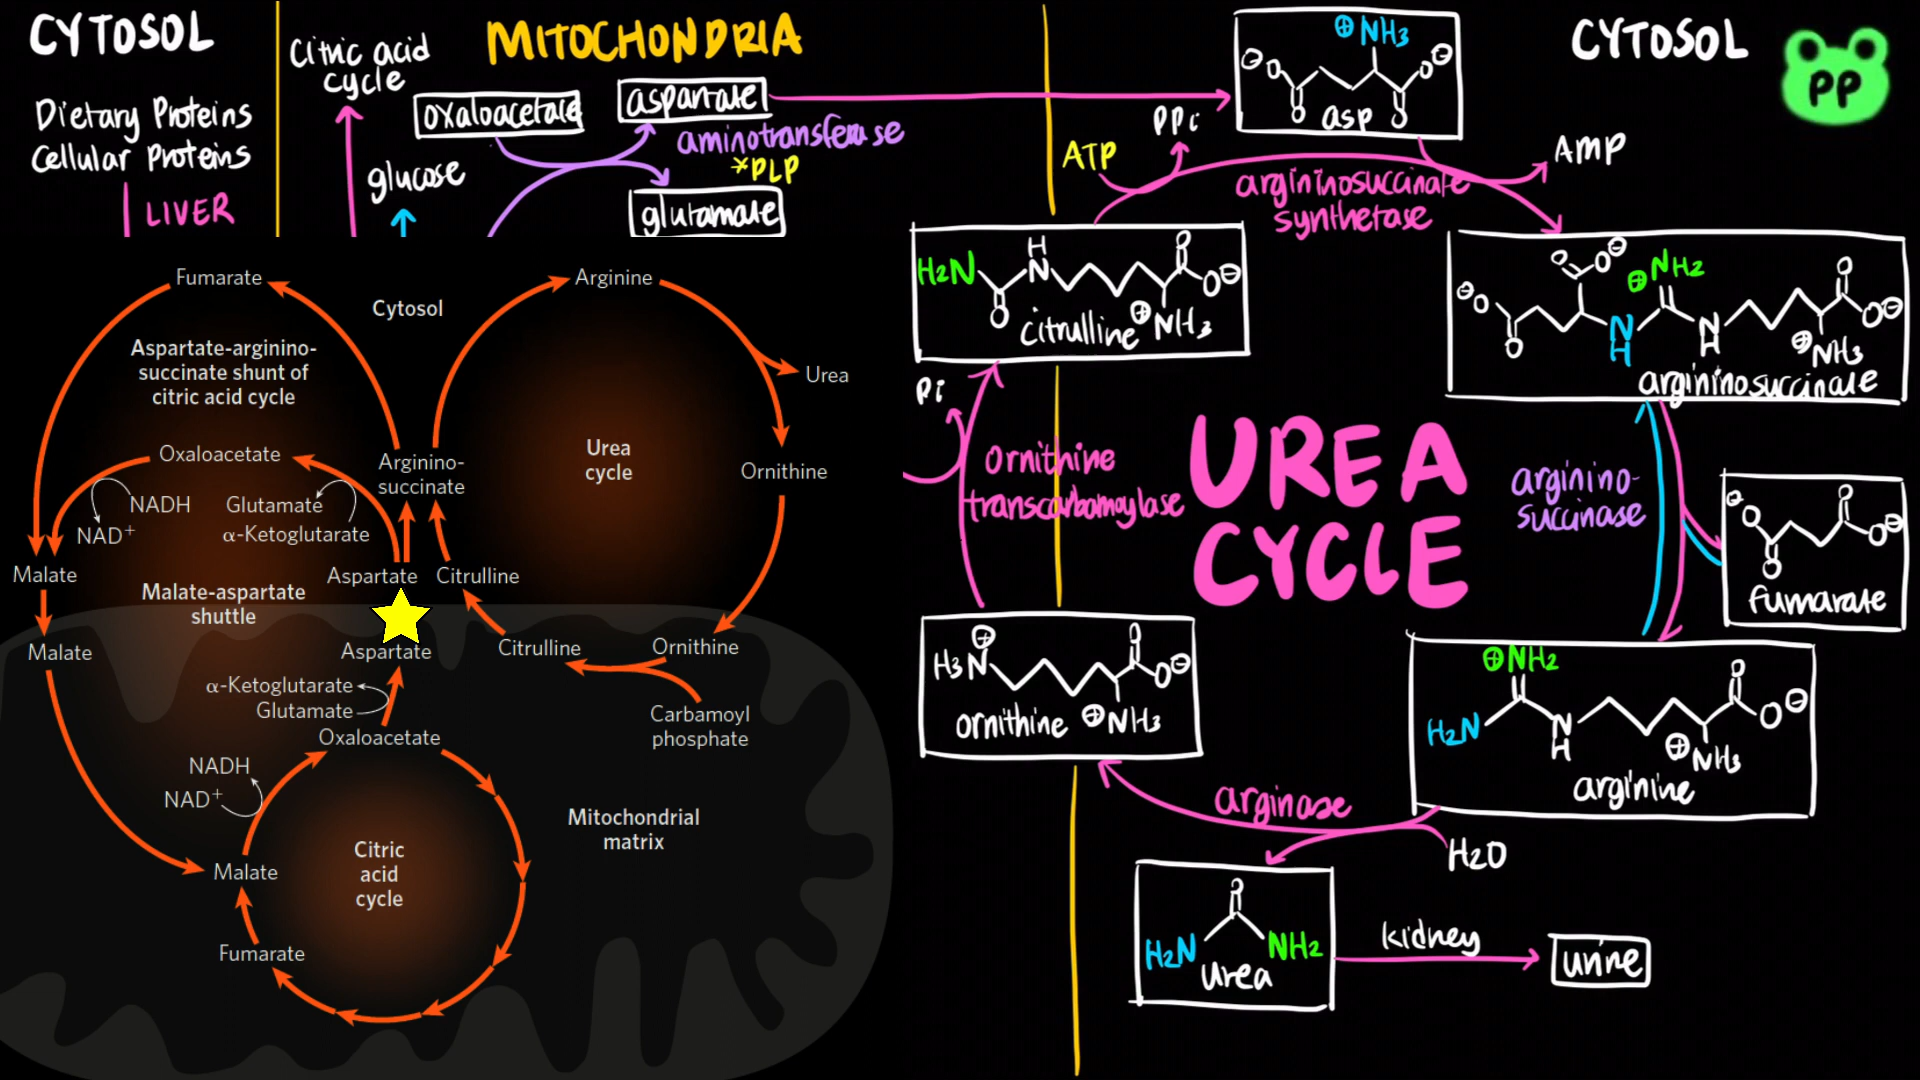 CYTOSOL
Dietary Proteins
Cellular Proteins
LIVER
Citric acid
cycle
glucose
MITOCHONDRIA
oxaloacetate
aspartate
aminotransferase
*PLP
glutamate
Fumarate
Cytosol
Arginine
Aspartate-arginino-
succinate shunt of
citric acid cycle
Urea
Oxaloacetate
Arginino-
succinate
Urea
cycle
Ornithine
NADH
NAD+
Glutamate
α-Ketoglutarate
Malate
Aspartate
Citrulline
Malate-aspartate
shuttle
Malate
Aspartate
Citrulline
Ornithine
α-Ketoglutarate
Glutamate
Carbamoyl
phosphate
Oxaloacetate
NADH
NAD+
Mitochondrial
matrix
Citric
acid
cycle
Malate
Fumarate
⊕NH3
⊖O
O⊖
O
O
asp
CYTOSOL
PP
ATP
PPi
AMP
argininosuccinate
synthetase
H2N
H
N
O
O⊖
O
citrulline
⊕NH3
O
O⊖
⊕NH2
O
⊖O
O
N
H
N
H
O⊖
⊕NH3
argininosuccinate
Pi
ornithine
transcarbamoylase
UREA
CYCLE
arginino-
succinase
⊖O
O
O⊖
O
fumarate
⊕
H3N
O
O⊖
ornithine
⊕NH3
⊕NH2
H2N
N
H
O
O⊖
⊕NH3
arginine
arginase
H2O
O
H2N
NH2
urea
kidney
urine